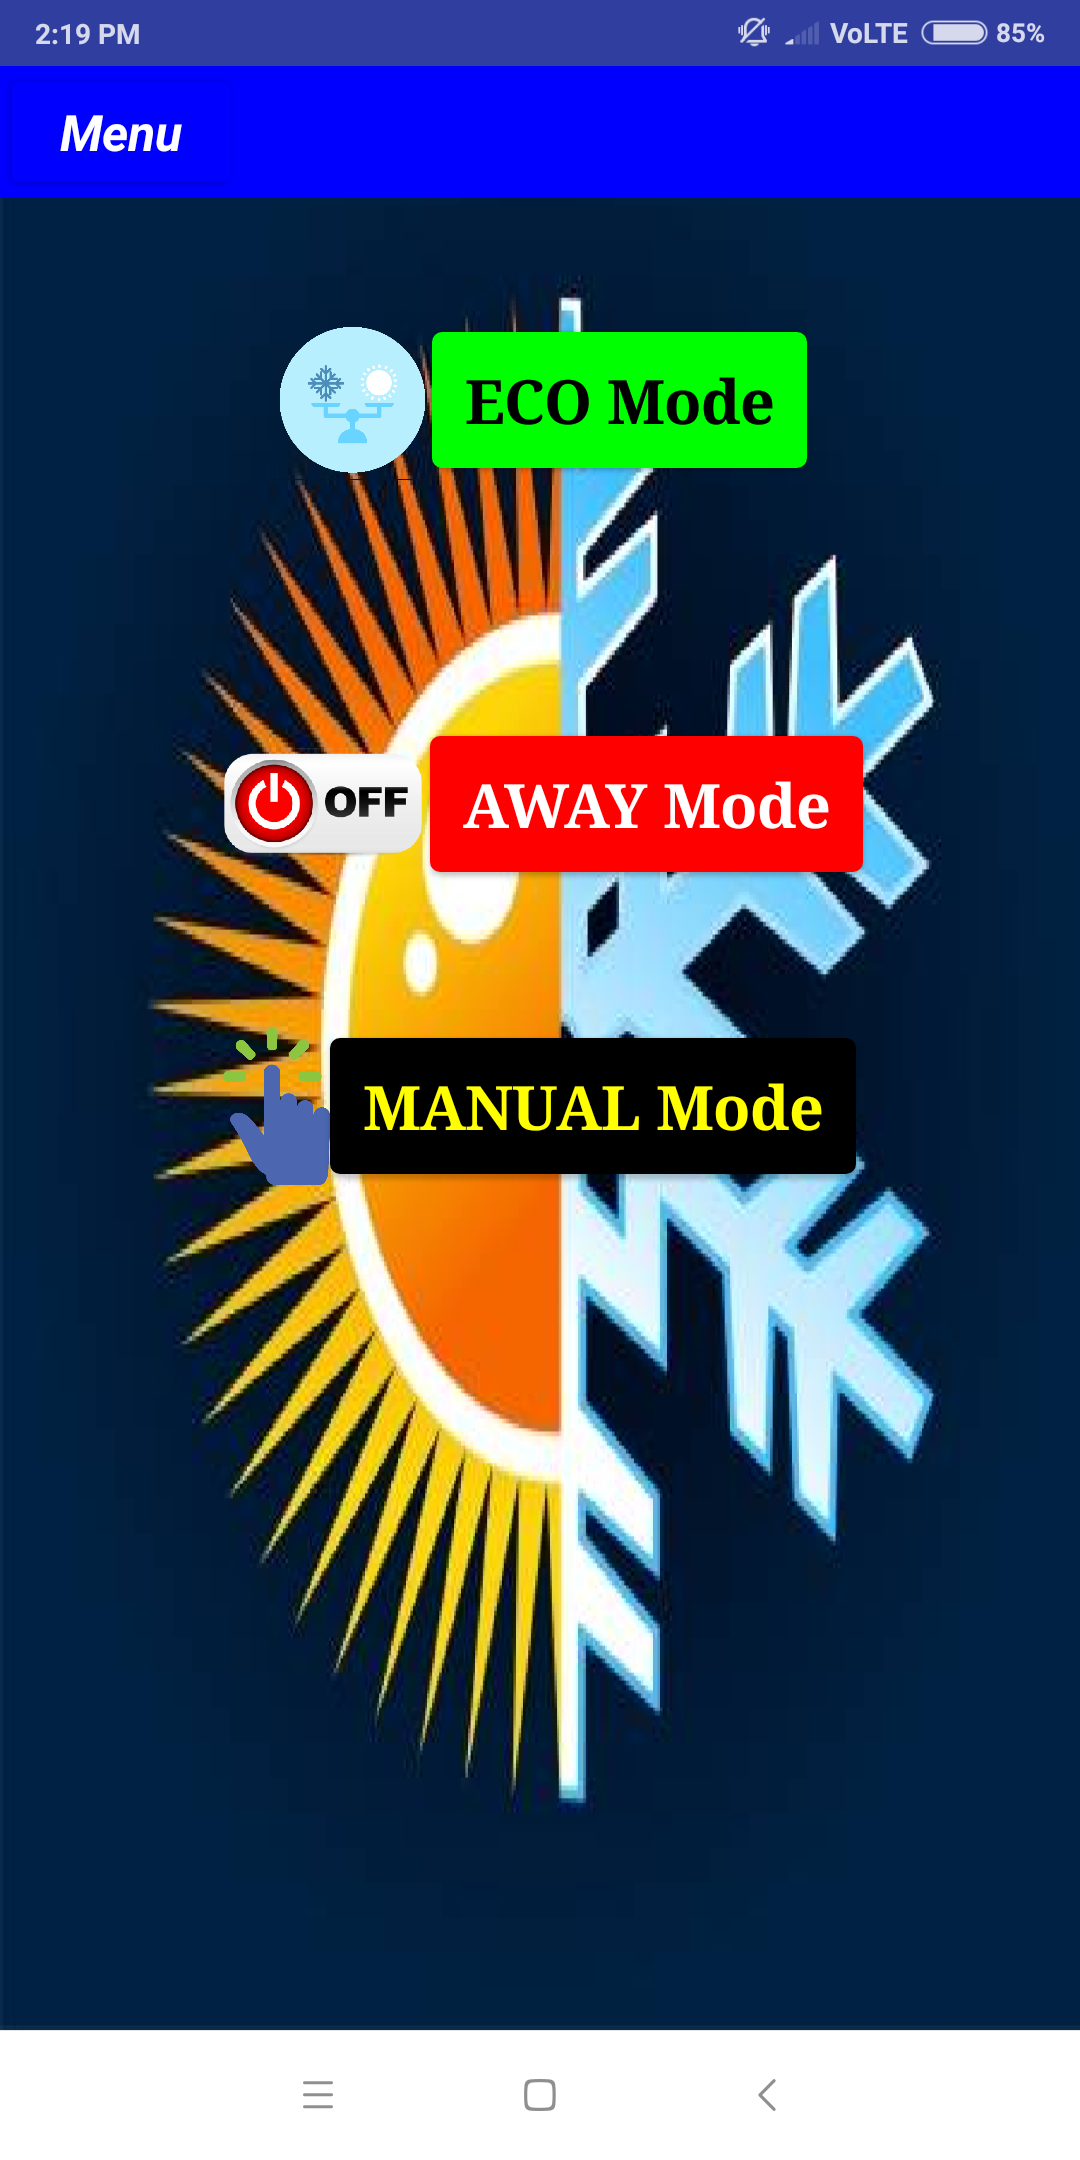 2:19 PM VoLTE 85%
Menu
ECO Mode
OFF AWAY Mode
MANUAL Mode